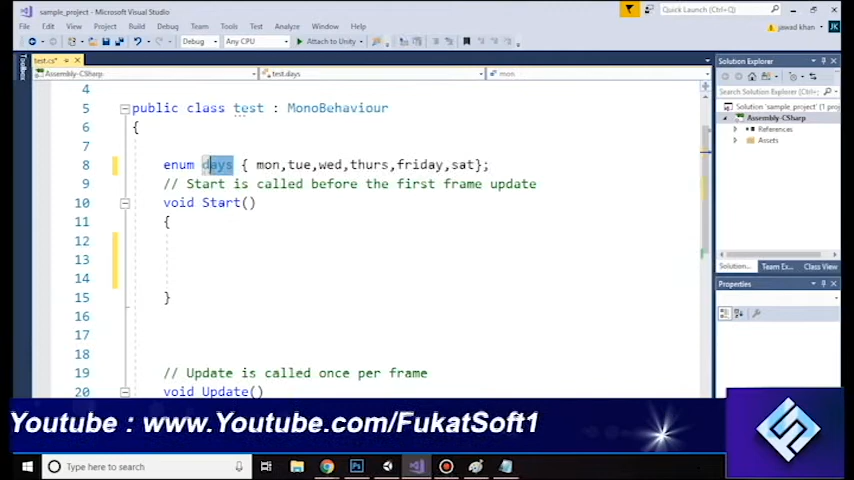 sample_project - Microsoft Visual Studio
Quick Launch (Ctrl+Q)
File Edit View Project Build Debug Team Tools Test Analyze Window Help
jawad khan
JK
Debug Any CPU Attach to Unity
test.cs*
Solution Explorer
Assembly-CSharp test.days mon
Search Solution Explorer
Solution 'sample_project' (1 proj
Assembly-CSharp
References
Assets
4
5 public class test : MonoBehaviour
6 {
7
8 enum days { mon,tue,wed,thurs,friday,sat};
9 // Start is called before the first frame update
10 void Start()
11 {
12
13
14
15 }
16
17
18
19 // Update is called once per frame
20 void Update()
Solution... Team Ex... Class View
Properties
Youtube : www.Youtube.com/FukatSoft1
Type here to search